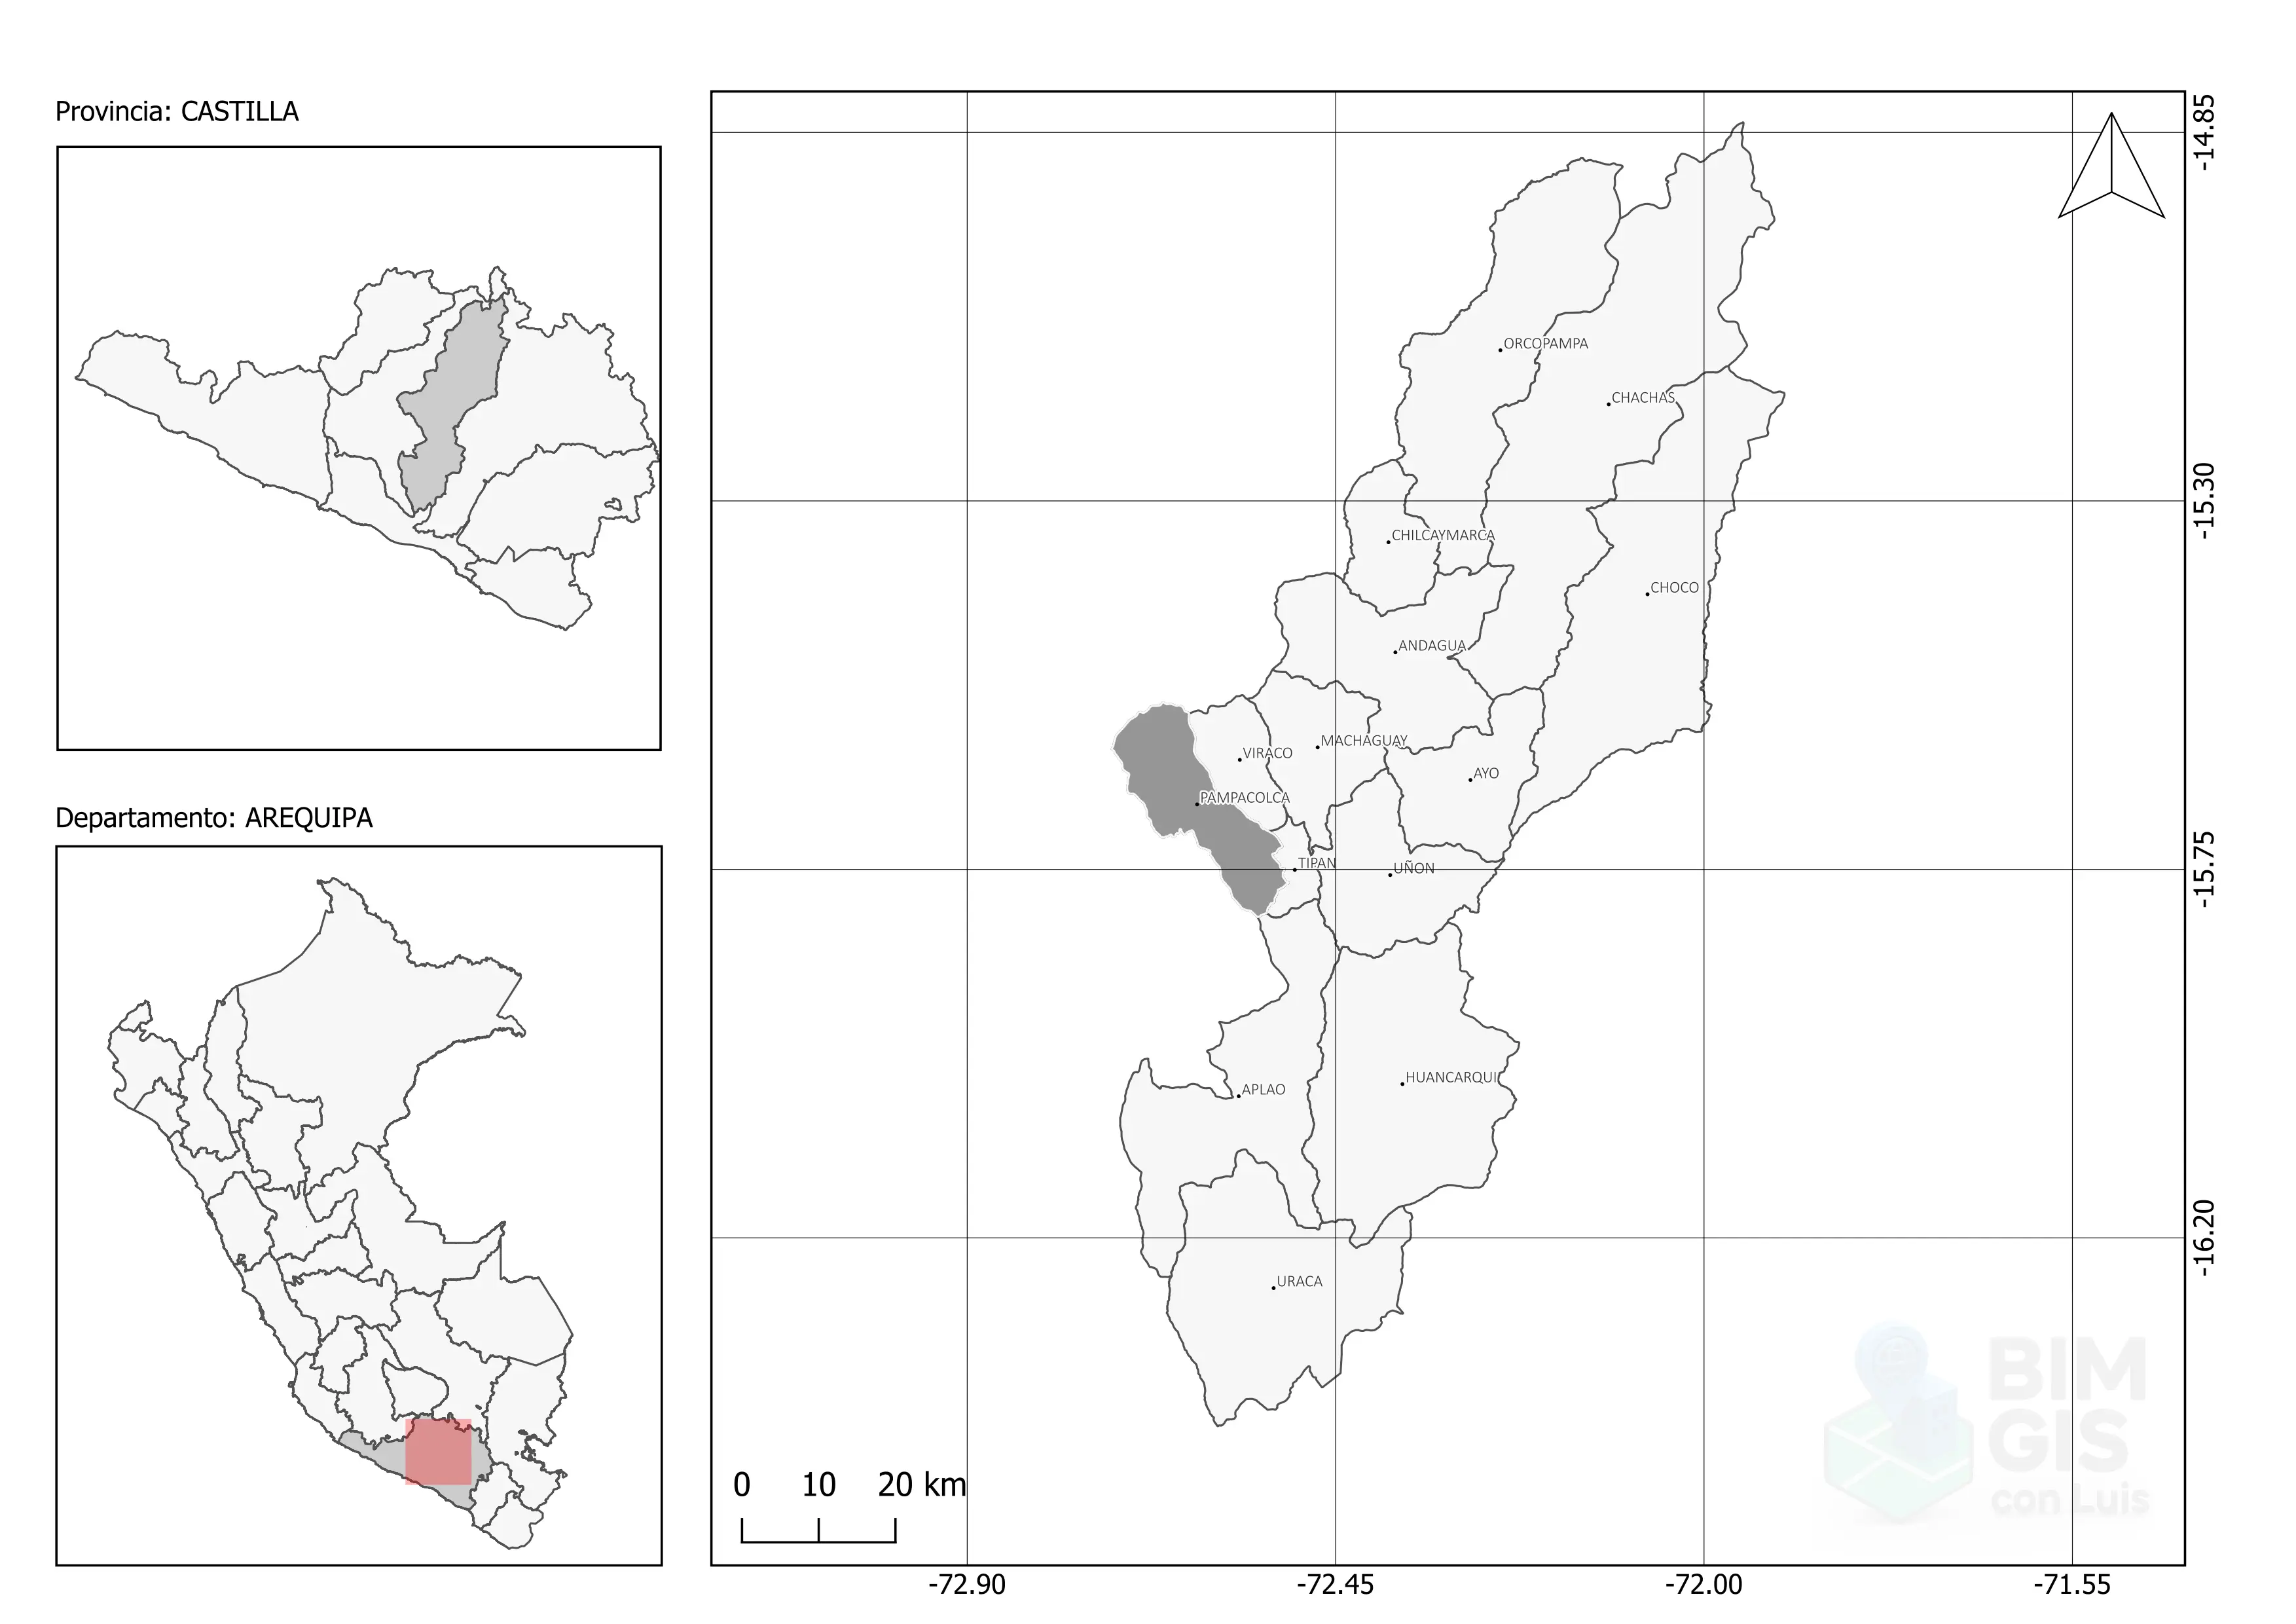 Provincia: CASTILLA
Departamento: AREQUIPA
ORCOPAMPA
CHACHAS
CHILCAYMARCA
CHOCO
ANDAGUA
MACHAGUAY
VIRACO
AYO
PAMPACOLCA
TIPAN
UÑON
HUANCARQUI
APLAO
URACA
-14.85
-15.30
-15.75
-16.20
BIM
GIS
con Luis
0 10 20 km
-72.90 -72.45 -72.00 -71.55